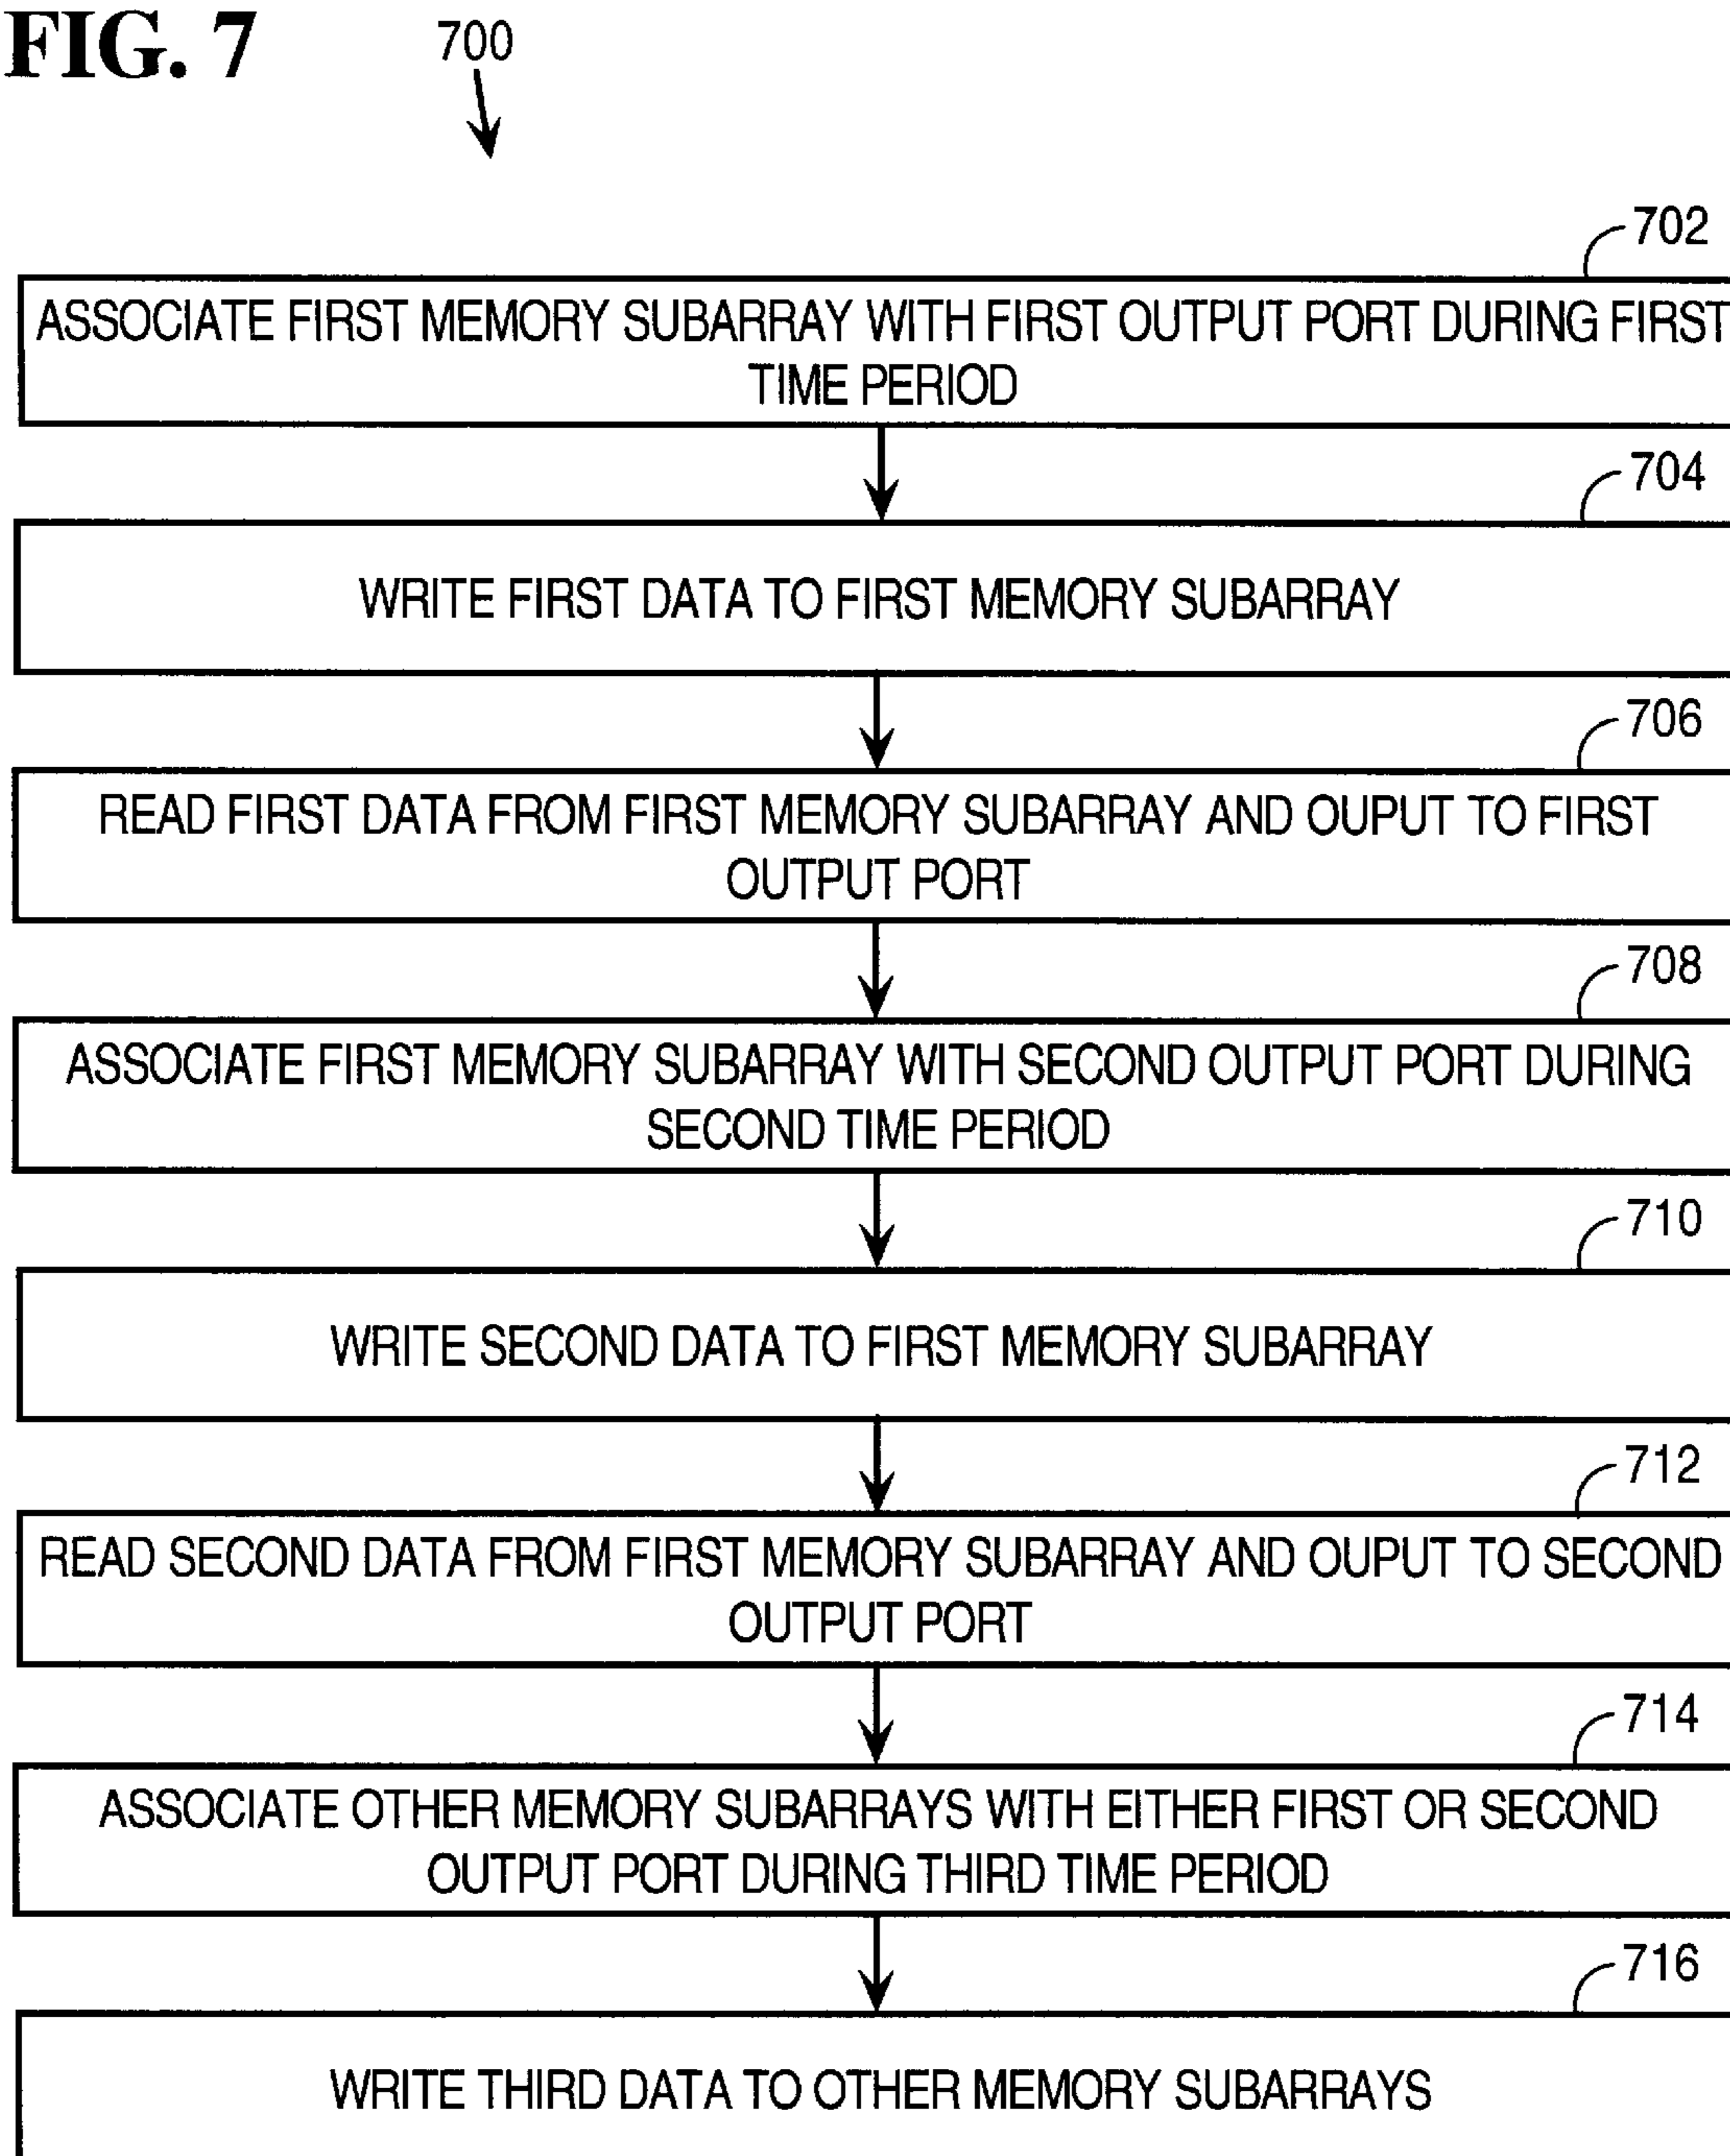 FIG. 7
700
702
ASSOCIATE FIRST MEMORY SUBARRAY WITH FIRST OUTPUT PORT DURING FIRST
TIME PERIOD
704
WRITE FIRST DATA TO FIRST MEMORY SUBARRAY
706
READ FIRST DATA FROM FIRST MEMORY SUBARRAY AND OUPUT TO FIRST
OUTPUT PORT
708
ASSOCIATE FIRST MEMORY SUBARRAY WITH SECOND OUTPUT PORT DURING
SECOND TIME PERIOD
710
WRITE SECOND DATA TO FIRST MEMORY SUBARRAY
712
READ SECOND DATA FROM FIRST MEMORY SUBARRAY AND OUPUT TO SECOND
OUTPUT PORT
714
ASSOCIATE OTHER MEMORY SUBARRAYS WITH EITHER FIRST OR SECOND
OUTPUT PORT DURING THIRD TIME PERIOD
716
WRITE THIRD DATA TO OTHER MEMORY SUBARRAYS